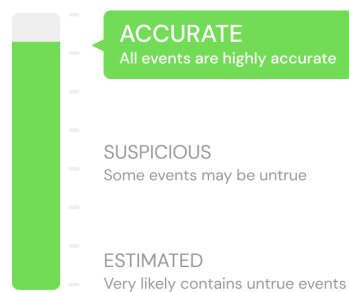 ACCURATE
All events are highly accurate
SUSPICIOUS
Some events may be untrue
ESTIMATED
Very likely contains untrue events